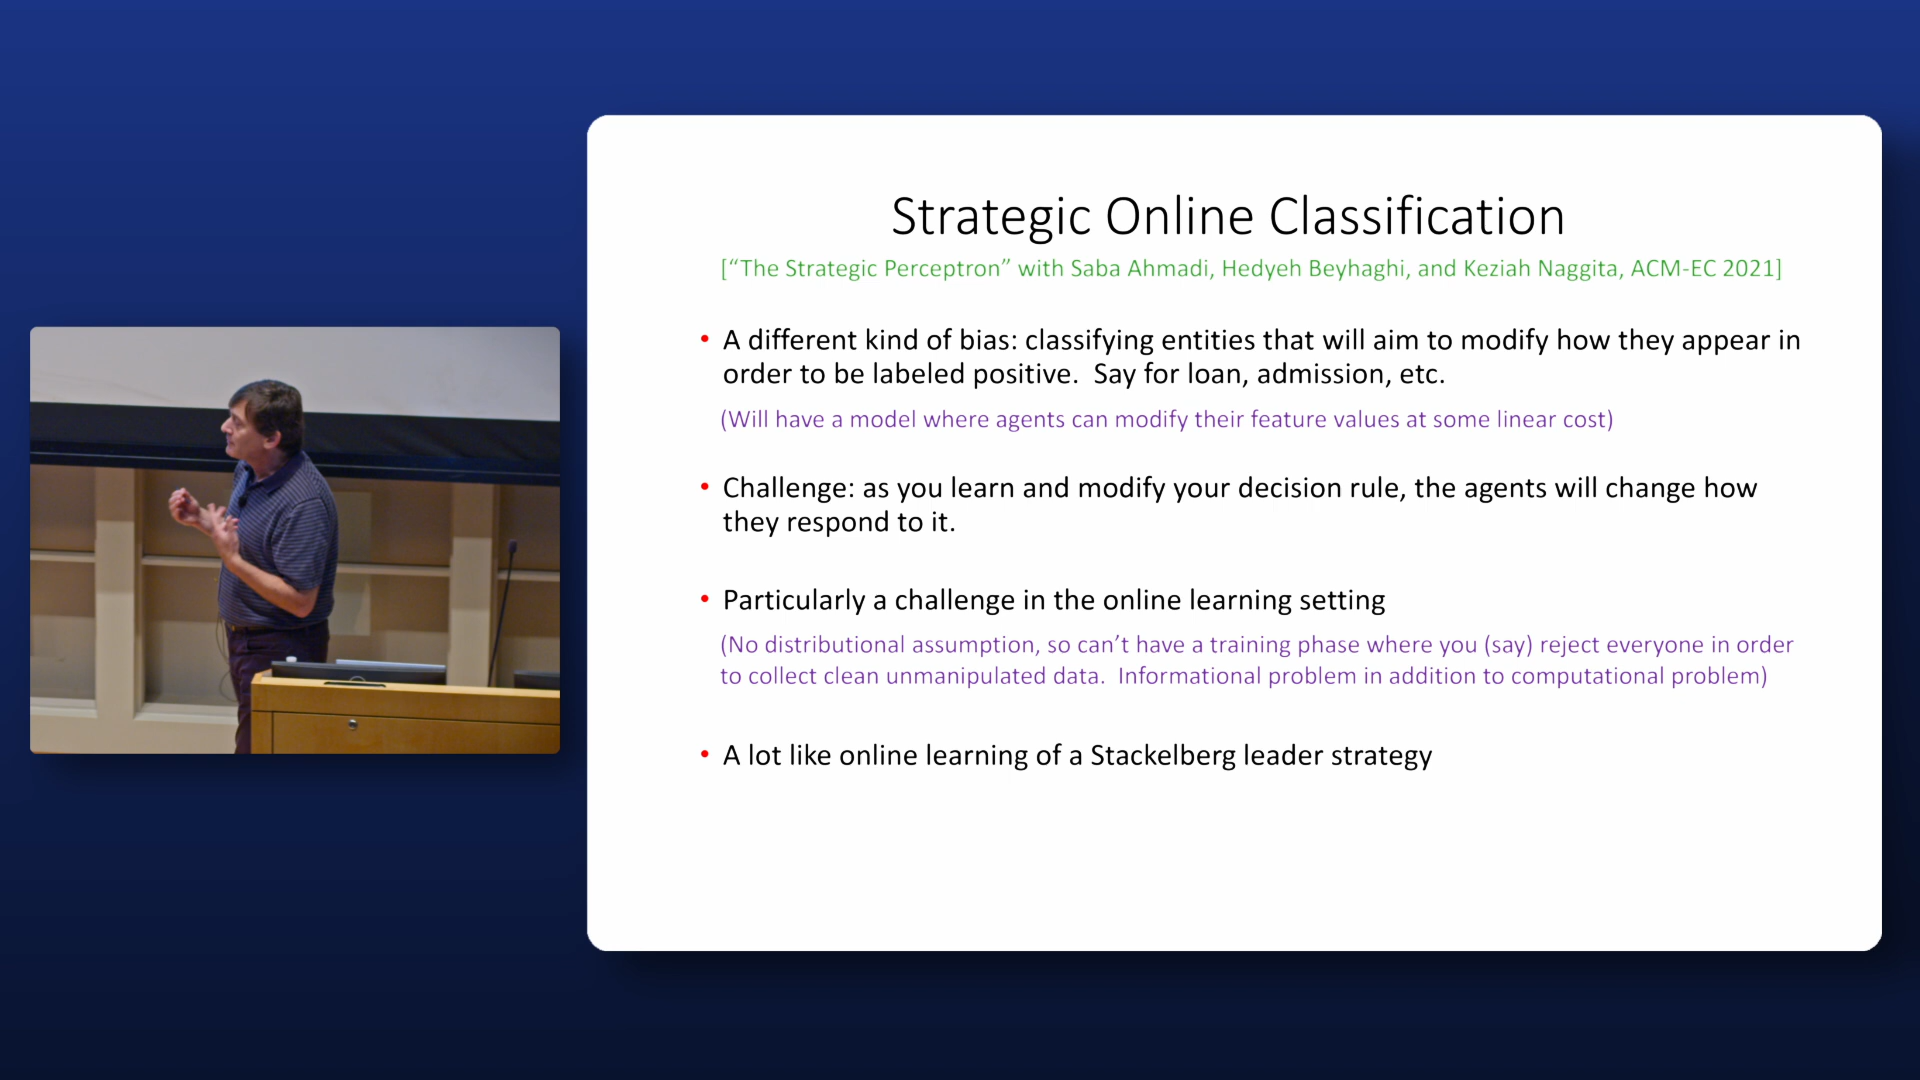 Strategic Online Classification
[“The Strategic Perceptron” with Saba Ahmadi, Hedyeh Beyhaghi, and Keziah Naggita, ACM-EC 2021]
• A different kind of bias: classifying entities that will aim to modify how they appear in
order to be labeled positive.  Say for loan, admission, etc.
(Will have a model where agents can modify their feature values at some linear cost)
• Challenge: as you learn and modify your decision rule, the agents will change how
they respond to it.
• Particularly a challenge in the online learning setting
(No distributional assumption, so can’t have a training phase where you (say) reject everyone in order
to collect clean unmanipulated data.  Informational problem in addition to computational problem)
• A lot like online learning of a Stackelberg leader strategy